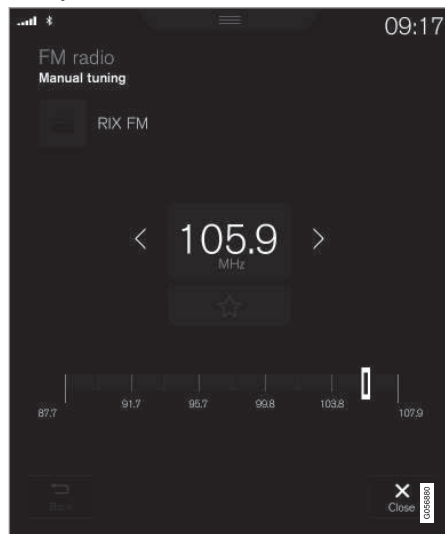 09:17
FM radio
Manual tuning
RIX FM
105.9
MHz
87.7 91.7 95.7 99.8 103.8 107.9
Back
Close
G056880